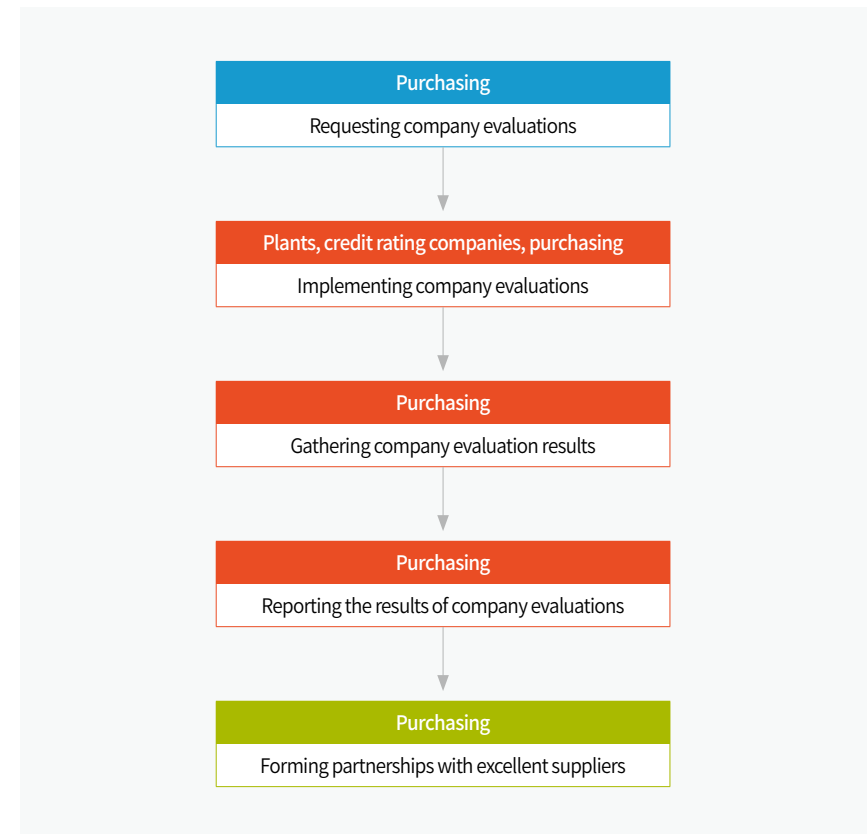 Purchasing
Requesting company evaluations
Plants, credit rating companies, purchasing
Implementing company evaluations
Purchasing
Gathering company evaluation results
Purchasing
Reporting the results of company evaluations
Purchasing
Forming partnerships with excellent suppliers